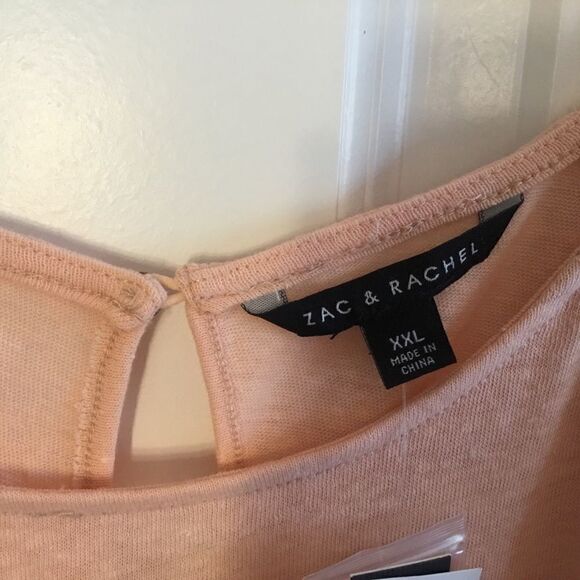 ZAC & RACHEL
XXL
MADE IN
CHINA